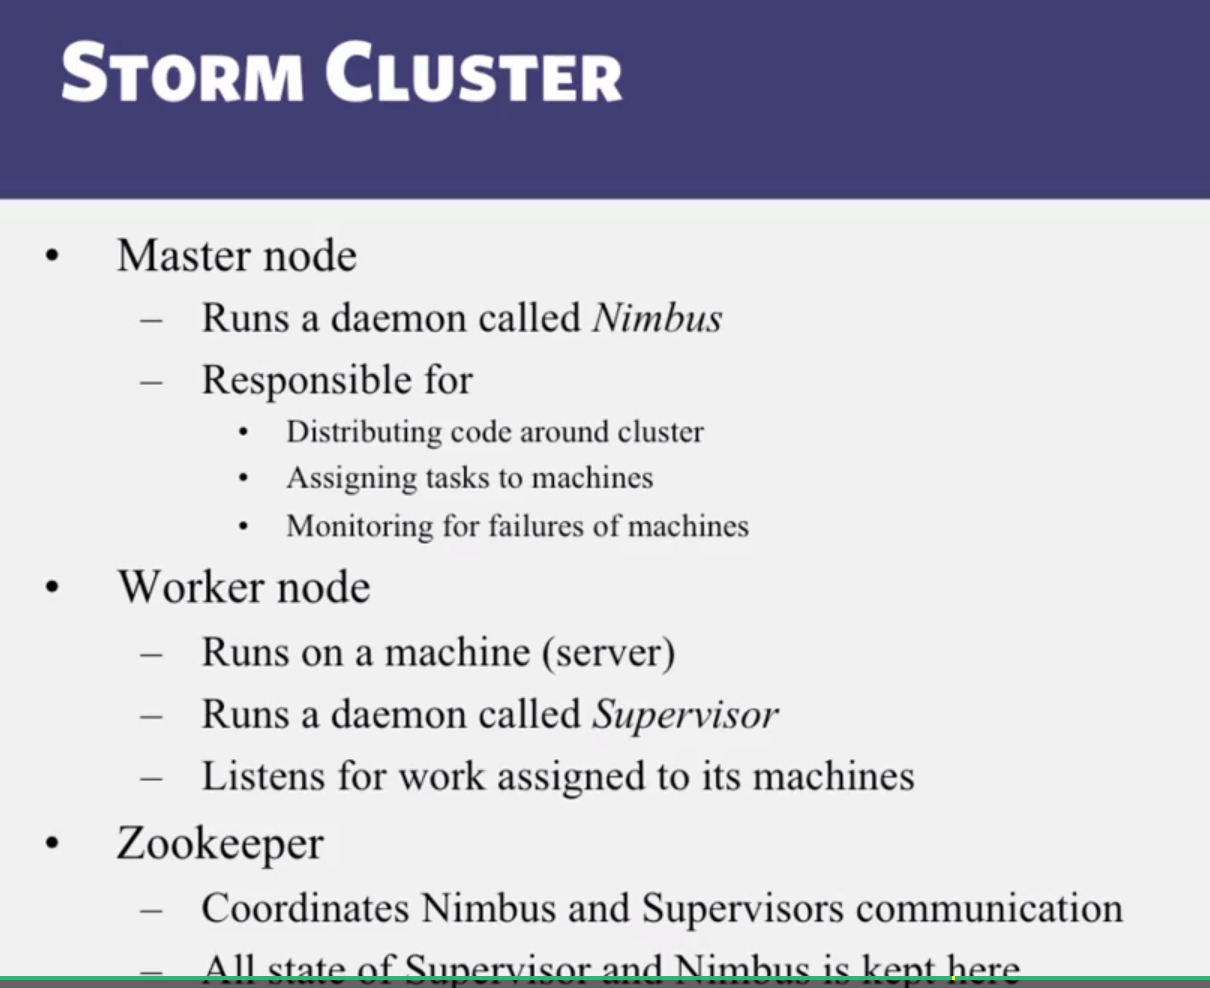 STORM CLUSTER
• Master node
– Runs a daemon called Nimbus
– Responsible for
• Distributing code around cluster
• Assigning tasks to machines
• Monitoring for failures of machines
• Worker node
– Runs on a machine (server)
– Runs a daemon called Supervisor
– Listens for work assigned to its machines
• Zookeeper
– Coordinates Nimbus and Supervisors communication
– All state of Supervisor and Nimbus is kept here